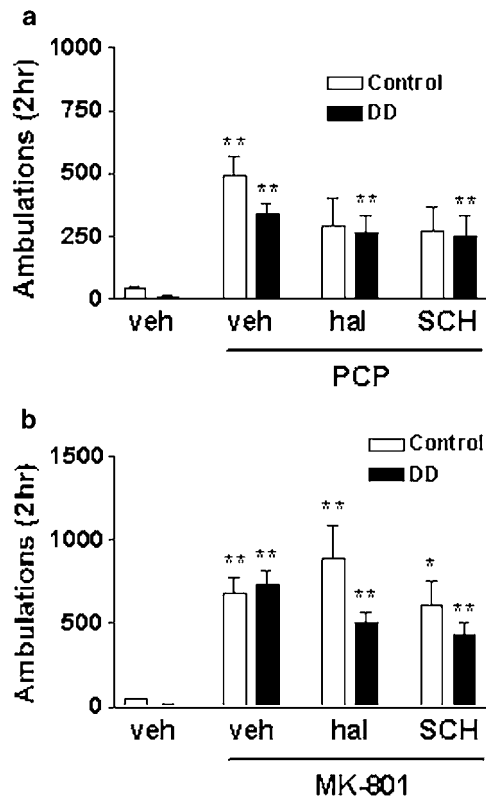 a
Ambulations (2hr)
1000
750
500
250
0
Control
DD
**
**
**
**
veh
veh
hal
SCH
PCP
b
Ambulations (2hr)
1500
1000
500
0
Control
DD
**
**
**
**
*
**
veh
veh
hal
SCH
MK-801